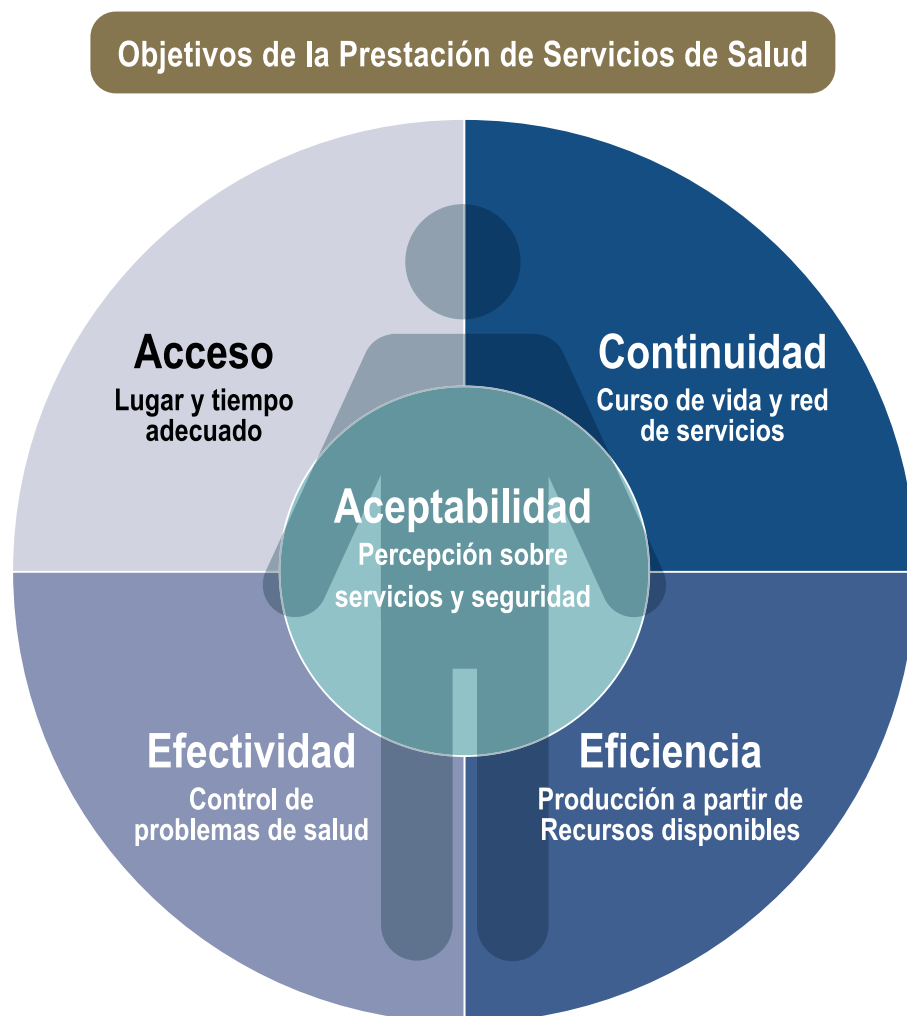 Objetivos de la Prestación de Servicios de Salud
Acceso
Lugar y tiempo
adecuado
Continuidad
Curso de vida y red
de servicios
Aceptabilidad
Percepción sobre
servicios y seguridad
Efectividad
Control de
problemas de salud
Eficiencia
Producción a partir de
Recursos disponibles